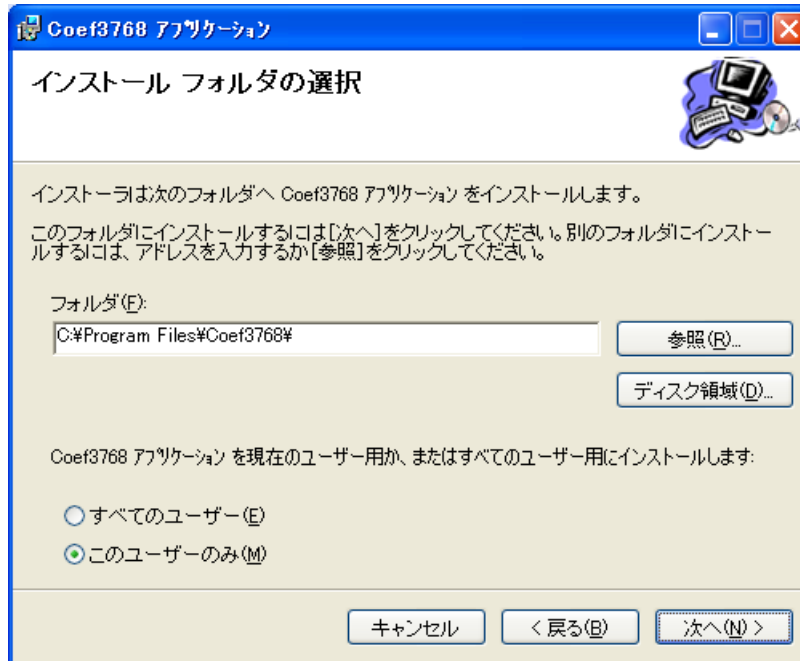 Coef3768 ｱﾌﾟﾘｹｰｼｮﾝ
インストール フォルダの選択
インストーラは次のフォルダへ Coef3768 ｱﾌﾟﾘｹｰｼｮﾝ をインストールします。
このフォルダにインストールするには[次へ]をクリックしてください。別のフォルダにインストー
ルするには、アドレスを入力するか[参照]をクリックしてください。
フォルダ(F):
C:¥Program Files¥Coef3768¥
参照(R)...
ディスク領域(D)...
Coef3768 ｱﾌﾟﾘｹｰｼｮﾝ を現在のユーザー用か、またはすべてのユーザー用にインストールします:
すべてのユーザー(E)
このユーザーのみ(M)
キャンセル
< 戻る(B)
次へ(N) >